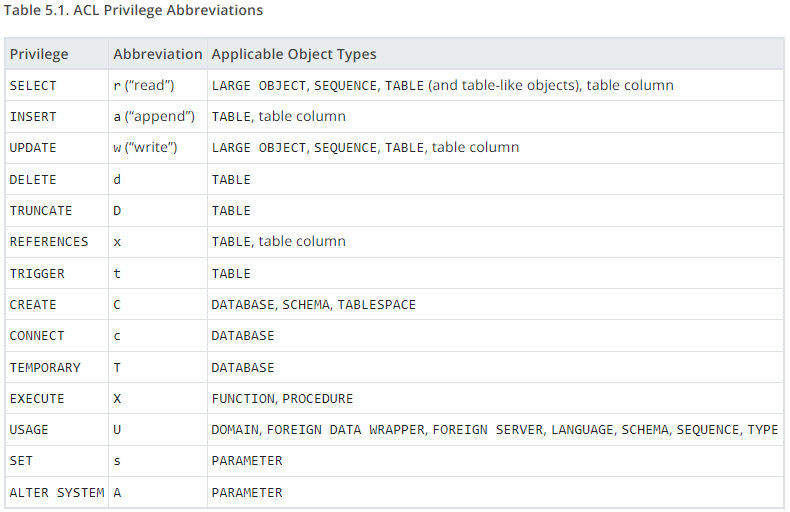 Table 5.1. ACL Privilege Abbreviations
Privilege Abbreviation Applicable Object Types
SELECT r (“read”) LARGE OBJECT, SEQUENCE, TABLE (and table-like objects), table column
INSERT a (“append”) TABLE, table column
UPDATE w (“write”) LARGE OBJECT, SEQUENCE, TABLE, table column
DELETE d TABLE
TRUNCATE D TABLE
REFERENCES x TABLE, table column
TRIGGER t TABLE
CREATE C DATABASE, SCHEMA, TABLESPACE
CONNECT c DATABASE
TEMPORARY T DATABASE
EXECUTE X FUNCTION, PROCEDURE
USAGE U DOMAIN, FOREIGN DATA WRAPPER, FOREIGN SERVER, LANGUAGE, SCHEMA, SEQUENCE, TYPE
SET s PARAMETER
ALTER SYSTEM A PARAMETER